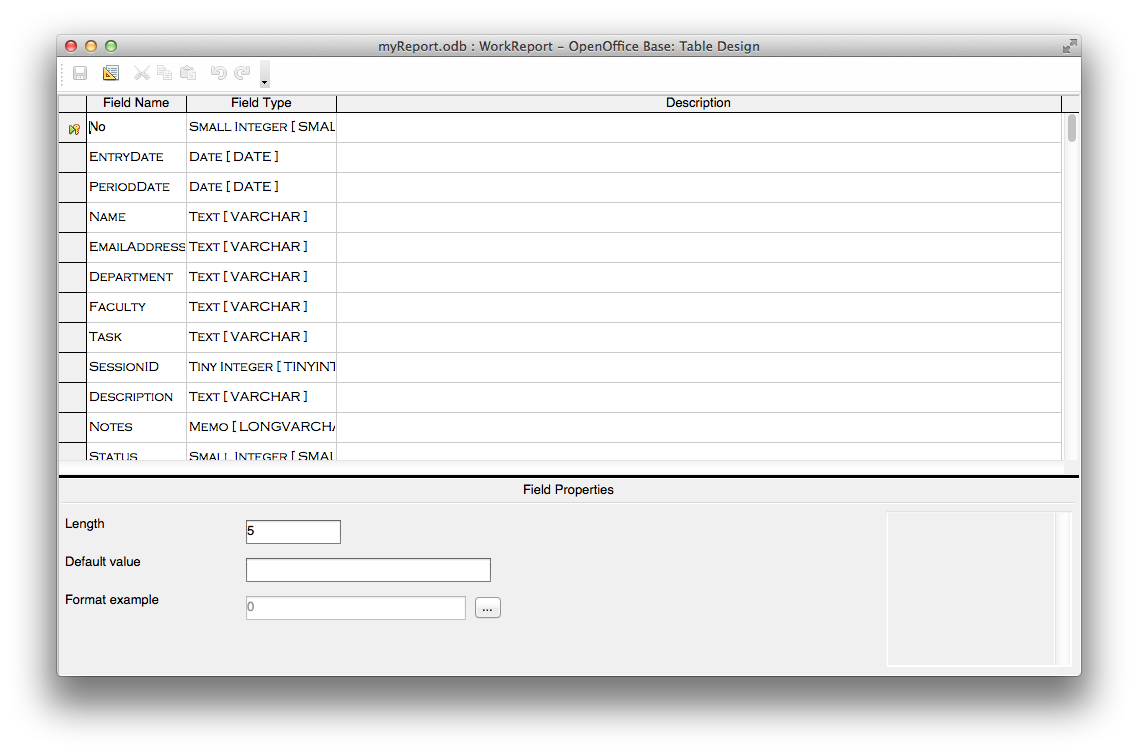 myReport.odb : WorkReport – OpenOffice Base: Table Design
Field Name Field Type Description
No Small Integer [ SMAL
EntryDate Date [ DATE ]
PeriodDate Date [ DATE ]
Name Text [ VARCHAR ]
EmailAddress Text [ VARCHAR ]
Department Text [ VARCHAR ]
Faculty Text [ VARCHAR ]
Task Text [ VARCHAR ]
SessionID Tiny Integer [ TINYINT
Description Text [ VARCHAR ]
Notes Memo [ LONGVARCHA
Status Small Integer [ SMAL
Field Properties
Length 5
Default value
Format example 0 ...